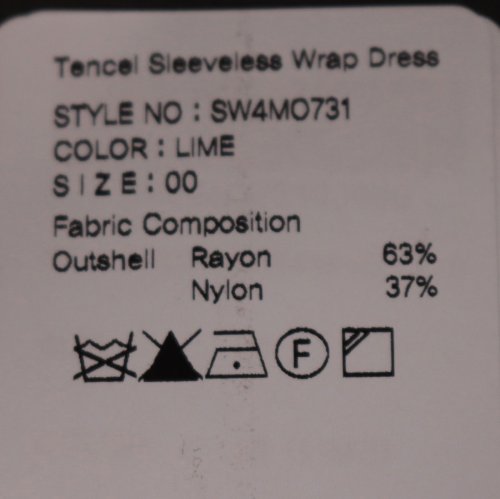 Tencel Sleeveless Wrap Dress
STYLE NO : SW4MO731
COLOR : LIME
SIZE : 00
Fabric Composition
Outshell Rayon 63%
Nylon 37%
F